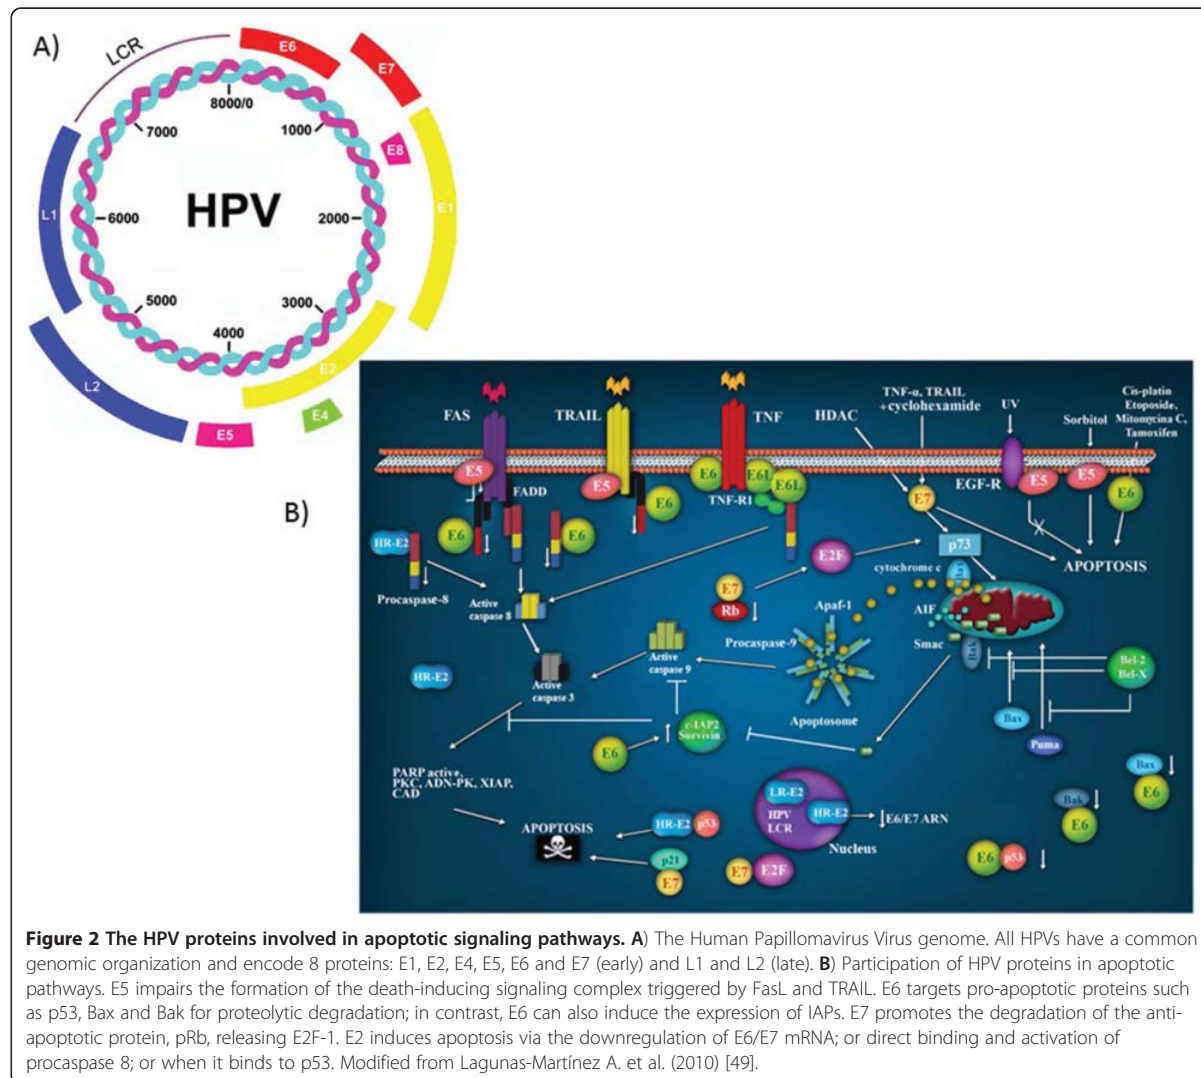 A)
LCR
E6
E7
8000/0
7000
1000
E8
L1
6000
HPV
2000
E1
5000
3000
4000
L2
E2
E4
E5
B)
FAS
TRAIL
TNF
HDAC
TNF-α, TRAIL
+cyclohexamide
UV
Sorbitol
Cis-platin
Etoposide,
Mitomycina C,
Tamoxifen
E5
FADD
E5
E6
E6
E6L
E6L
TNF-R1
E7
EGF-R
E5
E5
E6
HR-E2
E6
E6
E2F
p73
cytochrome c
Bax
APOPTOSIS
Procaspase-8
Active
caspase 8
E7
Rb
Apaf-1
AIF
Procaspase-9
Smac
Bak
HR-E2
Active
caspase 3
Active
caspase 9
Bcl-2
Bcl-X
Apoptosome
c-IAP2
Survivin
E6
Bax
Puma
Bax
E6
PARP active,
PKC, ADN-PK, XIAP,
CAD
LR-E2
HPV
LCR
HR-E2
E6/E7 ARN
Nucleus
Bak
E6
APOPTOSIS
HR-E2
p53
p21
E7
E7
E2F
E6
p53
Figure 2 The HPV proteins involved in apoptotic signaling pathways. A) The Human Papillomavirus Virus genome. All HPVs have a common
genomic organization and encode 8 proteins: E1, E2, E4, E5, E6 and E7 (early) and L1 and L2 (late). B) Participation of HPV proteins in apoptotic
pathways. E5 impairs the formation of the death-inducing signaling complex triggered by FasL and TRAIL. E6 targets pro-apoptotic proteins such
as p53, Bax and Bak for proteolytic degradation; in contrast, E6 can also induce the expression of IAPs. E7 promotes the degradation of the anti-
apoptotic protein, pRb, releasing E2F-1. E2 induces apoptosis via the downregulation of E6/E7 mRNA; or direct binding and activation of
procaspase 8; or when it binds to p53. Modified from Lagunas-Martínez A. et al. (2010) [49].